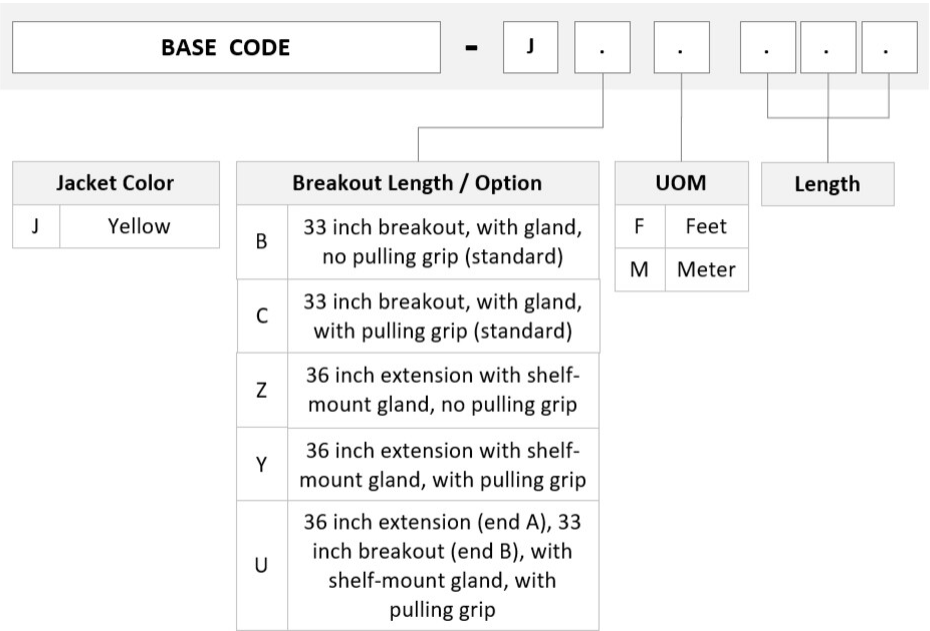 BASE CODE - J . . . . .
Jacket Color
J Yellow
Breakout Length / Option
B 33 inch breakout, with gland,
no pulling grip (standard)
C 33 inch breakout, with gland,
with pulling grip (standard)
Z 36 inch extension with shelf-
mount gland, no pulling grip
Y 36 inch extension with shelf-
mount gland, with pulling grip
U 36 inch extension (end A), 33
inch breakout (end B), with
shelf-mount gland, with
pulling grip
UOM
F Feet
M Meter
Length